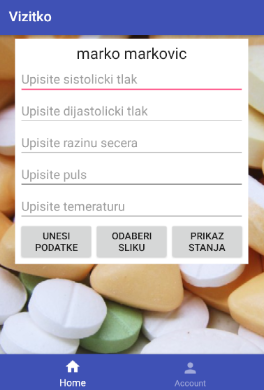 Vizitko
marko markovic
Upisite sistolicki tlak
Upisite dijastolicki tlak
Upisite razinu secera
Upisite puls
Upisite temeraturu
UNESI
PODATKE
ODABERI
SLIKU
PRIKAZ
STANJA
Home
Account